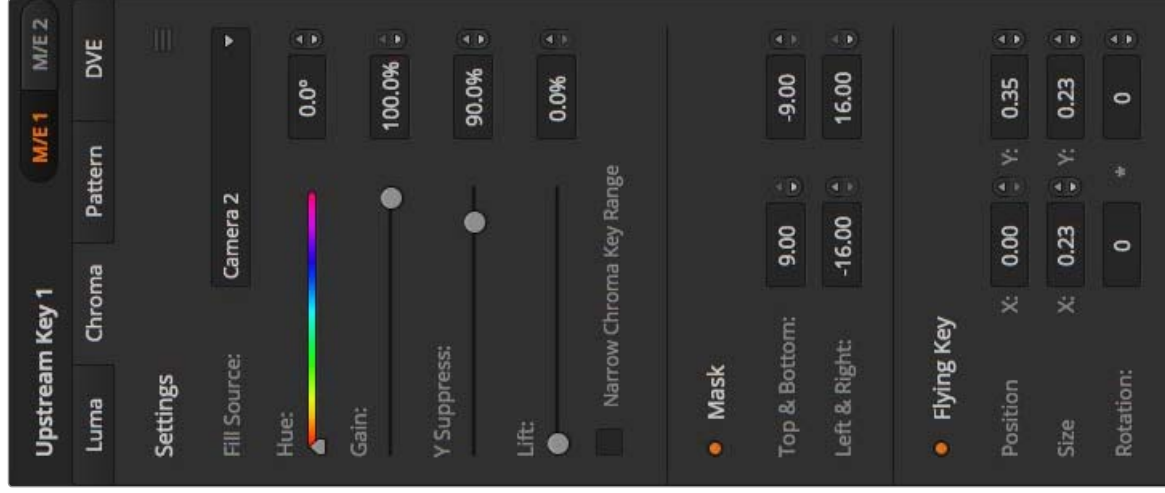 Upstream Key 1 M/E 1 M/E 2
Luma Chroma Pattern DVE
Settings
Fill Source: Camera 2
Hue: 0.0°
Gain: 100.0%
Y Suppress: 90.0%
Lift: 0.0%
Narrow Chroma Key Range
Mask
Top & Bottom: 9.00 -9.00
Left & Right: -16.00 16.00
Flying Key
Position X: 0.00 Y: 0.35
Size X: 0.23 Y: 0.23
Rotation: 0 * 0